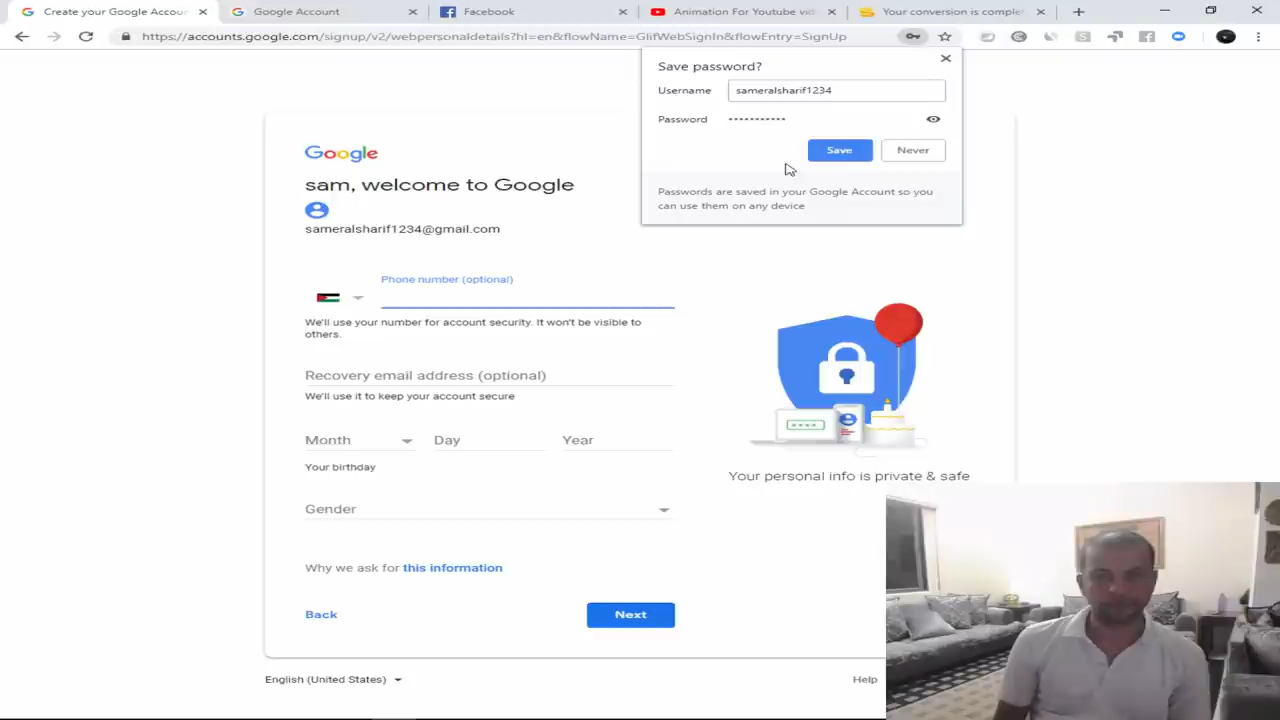 Create your Google Accou
Google Account
Facebook
Animation For Youtube vid
Your conversion is complet
https://accounts.google.com/signup/v2/webpersonaldetails?hl=en&flowName=GlifWebSignIn&flowEntry=SignUp
Save password?
Username sameralsharif1234
Password •••••••••••
Save Never
Passwords are saved in your Google Account so you
can use them on any device
Google
sam, welcome to Google
sameralsharif1234@gmail.com
Phone number (optional)
We'll use your number for account security. It won't be visible to
others.
Recovery email address (optional)
We'll use it to keep your account secure
Month Day Year
Your birthday
Gender
Why we ask for this information
Back Next
Your personal info is private & safe
English (United States) Help